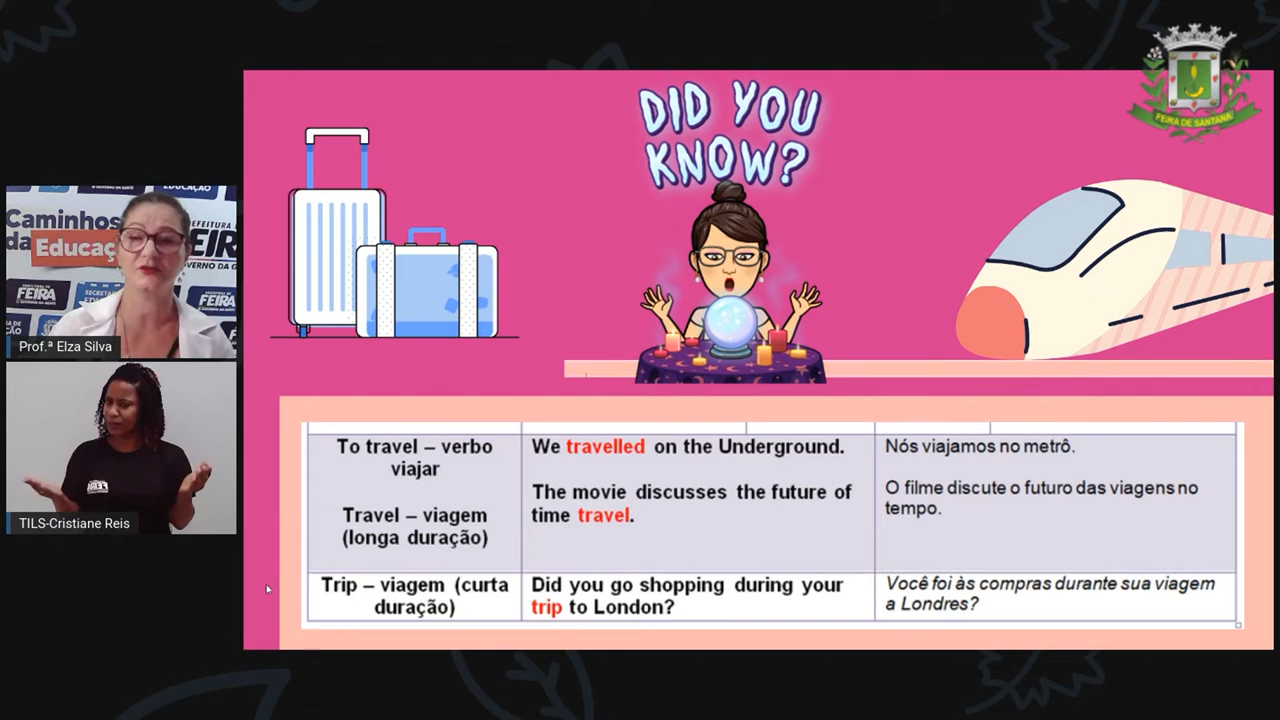 DID YOU
KNOW?
FEIRA DE SANTANA
Caminhos
da
Educaç
EDUCAÇÃO
FEIRA
FEIRA
Prof.ª Elza Silva
TILS-Cristiane Reis
To travel – verbo
viajar
Travel – viagem
(longa duração)
We travelled on the Underground.
The movie discusses the future of
time travel.
Nós viajamos no metrô.
O filme discute o futuro das viagens no
tempo.
Trip – viagem (curta
duração)
Did you go shopping during your
trip to London?
Você foi às compras durante sua viagem
a Londres?